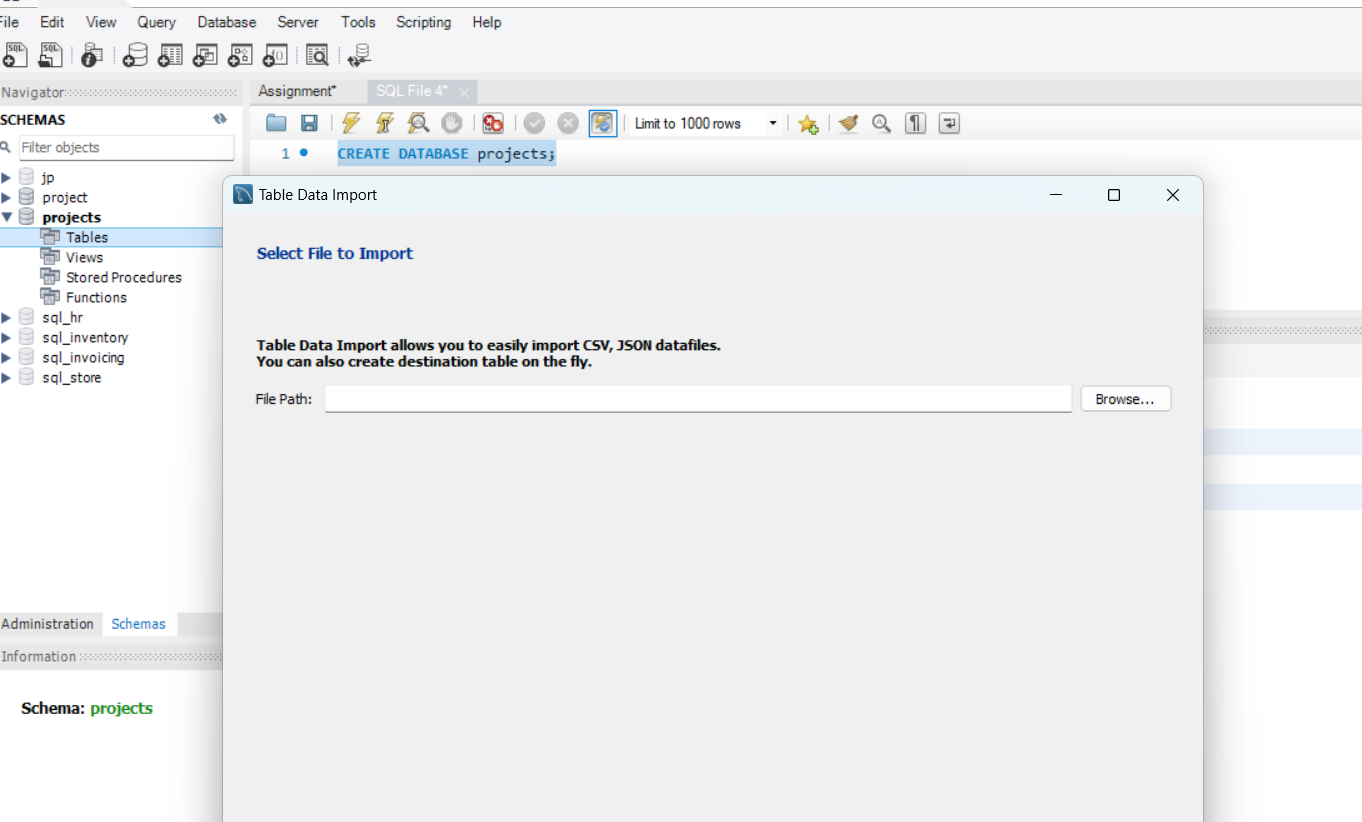 File Edit View Query Database Server Tools Scripting Help
SQL SQL
Navigator
Assignment* SQL File 4* ×
SCHEMAS
Limit to 1000 rows
Filter objects
1 CREATE DATABASE projects;
jp
project
projects
Tables
Views
Stored Procedures
Functions
sql_hr
sql_inventory
sql_invoicing
sql_store
Table Data Import
Select File to Import
Table Data Import allows you to easily import CSV, JSON datafiles.
You can also create destination table on the fly.
File Path: Browse...
Administration Schemas
Information
Schema: projects